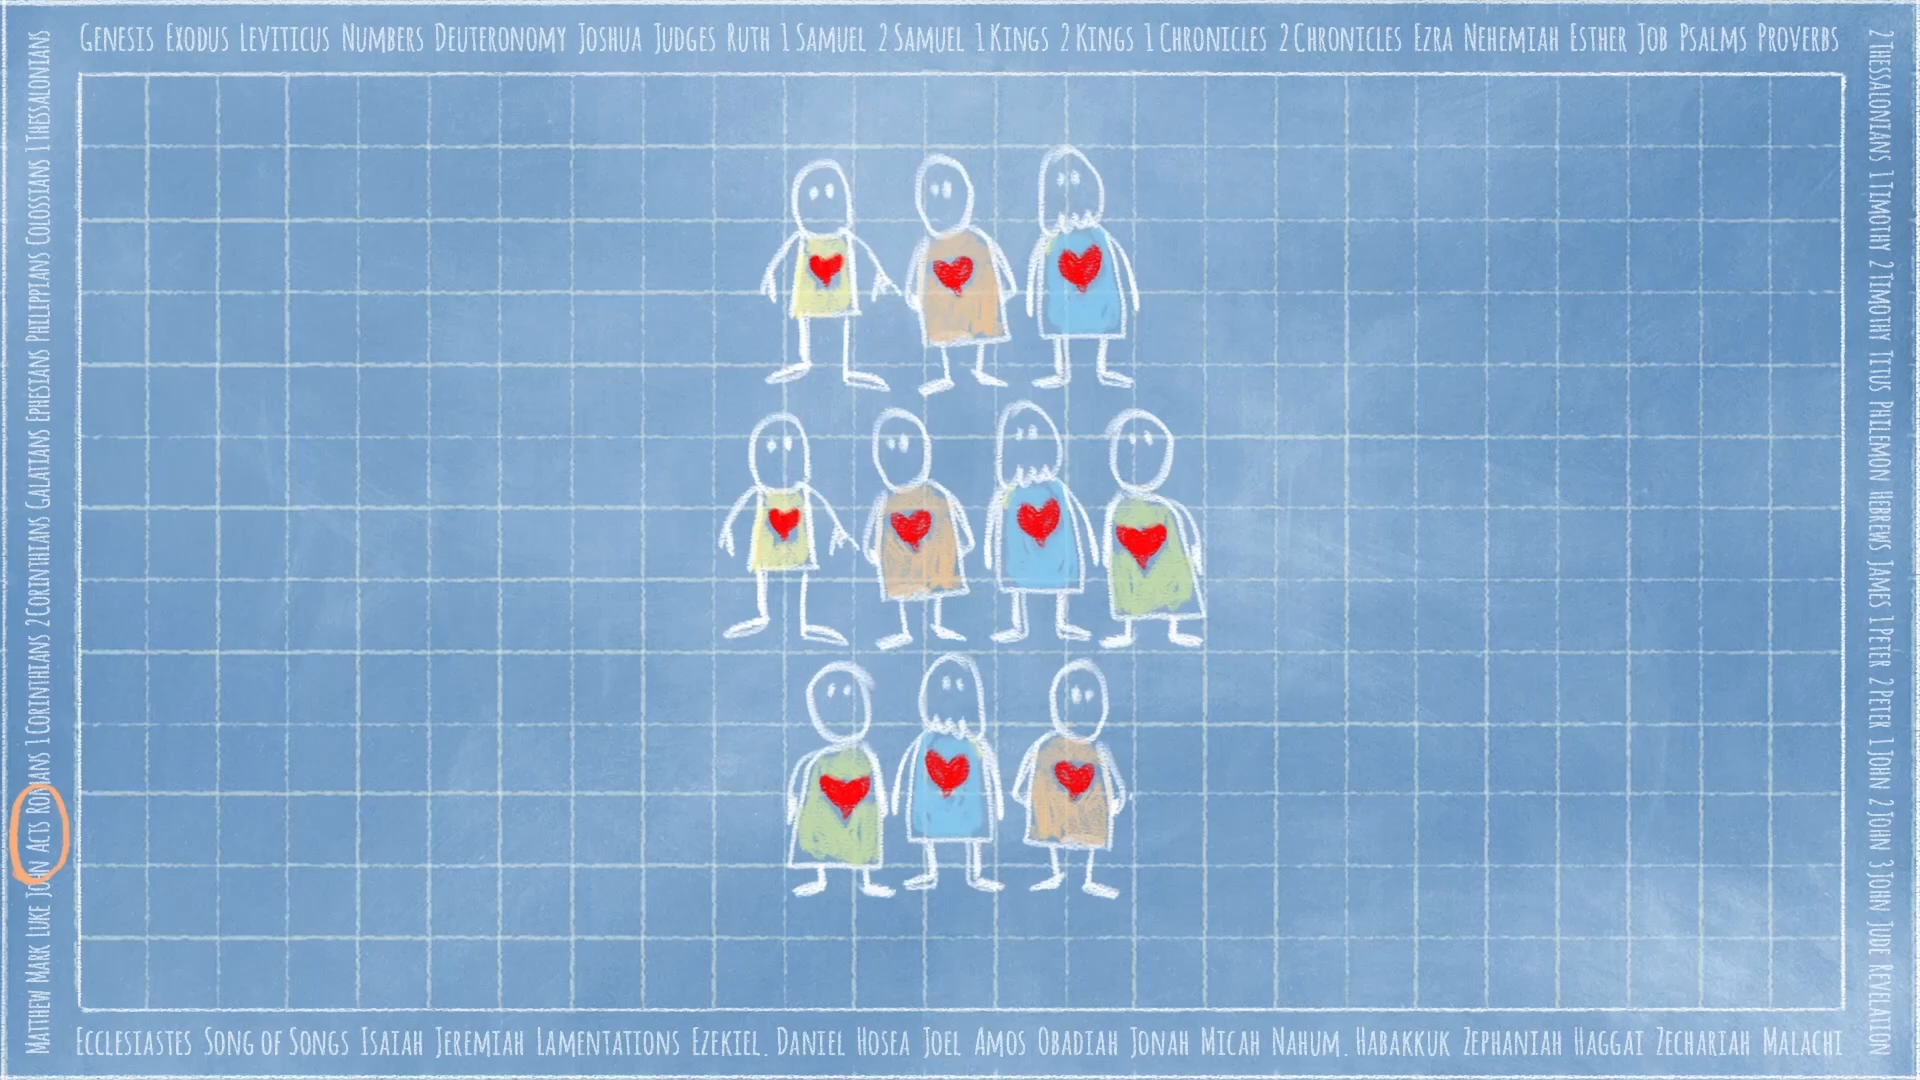 Genesis Exodus Leviticus Numbers Deuteronomy Joshua Judges Ruth 1 Samuel 2 Samuel 1 Kings 2 Kings 1 Chronicles 2 Chronicles Ezra Nehemiah Esther Job Psalms Proverbs
Ecclesiastes Song of Songs Isaiah Jeremiah Lamentations Ezekiel. Daniel Hosea Joel Amos Obadiah Jonah Micah Nahum. Habakkuk Zephaniah Haggai Zechariah Malachi
Matthew Mark Luke John Acts Romans 1 Corinthians 2 Corinthians Galatians Ephesians Philippians Colossians 1 Thessalonians
2 Thessalonians 1 Timothy 2 Timothy Titus Philemon Hebrews James 1 Peter 2 Peter 1 John 2 John 3 John Jude Revelation